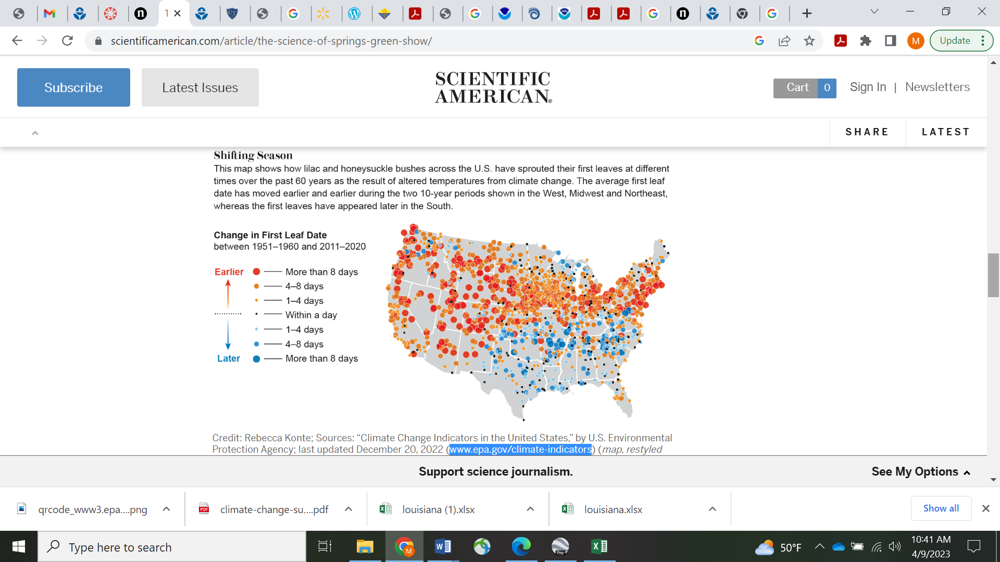 scientificamerican.com/article/the-science-of-springs-green-show/
M
Update
Subscribe
Latest Issues
SCIENTIFIC
AMERICAN®
Cart 0
Sign In | Newsletters
SHARE
LATEST
Shifting Season
This map shows how lilac and honeysuckle bushes across the U.S. have sprouted their first leaves at different
times over the past 60 years as the result of altered temperatures from climate change. The average first leaf
date has moved earlier and earlier during the two 10-year periods shown in the West, Midwest and Northeast,
whereas the first leaves have appeared later in the South.
Change in First Leaf Date
between 1951–1960 and 2011–2020
Earlier
More than 8 days
4–8 days
1–4 days
Within a day
1–4 days
4–8 days
Later
More than 8 days
Credit: Rebecca Konte; Sources: “Climate Change Indicators in the United States,” by U.S. Environmental
Protection Agency; last updated December 20, 2022 (www.epa.gov/climate-indicators) (map, restyled
Support science journalism.
See My Options
qrcode_www3.epa....png
climate-change-su....pdf
louisiana (1).xlsx
louisiana.xlsx
Show all
Type here to search
50°F
10:41 AM
4/9/2023